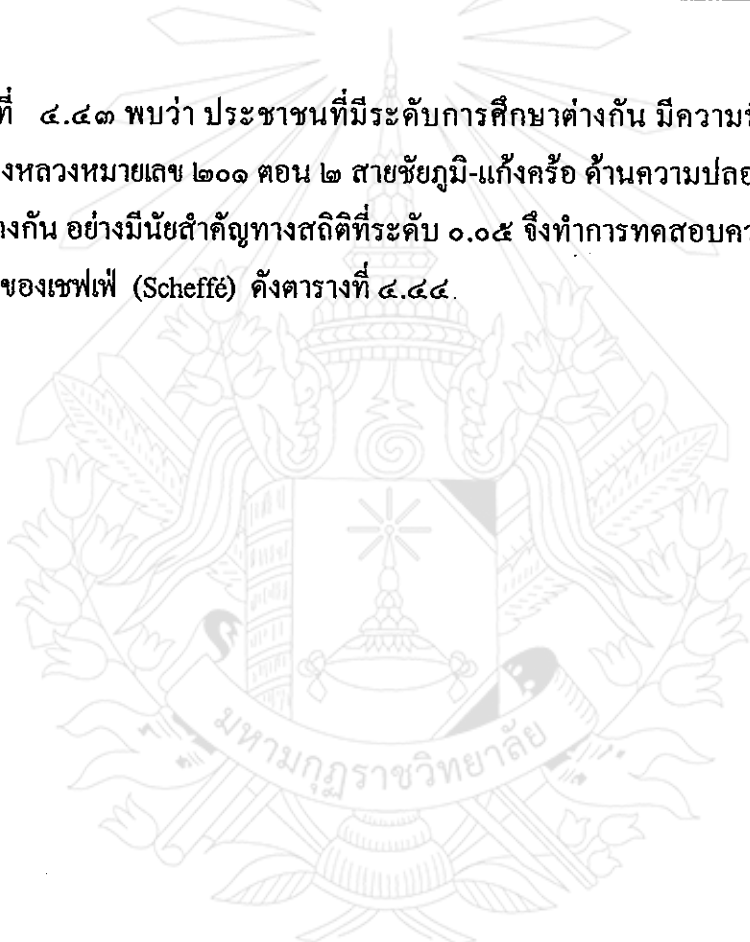 ที่ ๔.๔๓ พบว่า ประชาชนที่มีระดับการศึกษาต่างกัน
งหลวงหมายเลข ๒๐๑ ตอน ๒ สายชัยภูมิ-แก้งคร้อ ด้านความปลอ
างกัน อย่างมีนัยสำคัญทางสถิติที่ระดับ ๐.๐๕ จึงทำการทดสอบคว
ของเชฟเฟ่ (Scheffé) ดังตารางที่ ๔.๔๔.
มหามกุฏราชวิทยาลัย